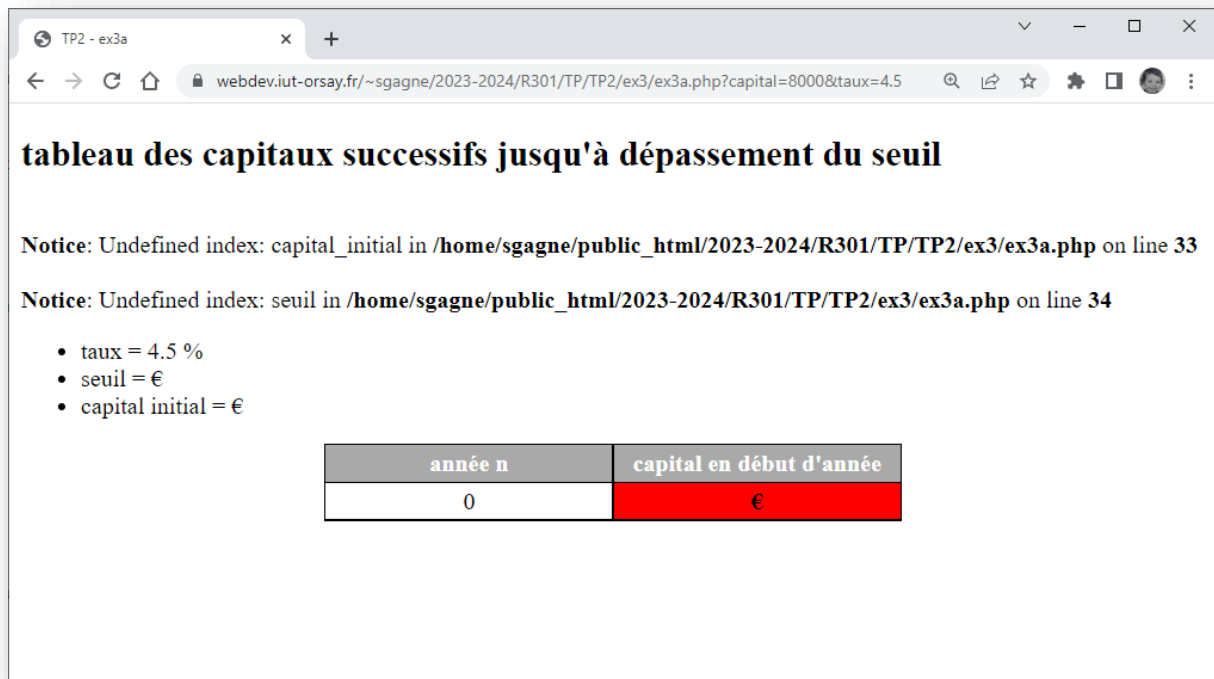 TP2 - ex3a
webdev.iut-orsay.fr/~sgagne/2023-2024/R301/TP/TP2/ex3/ex3a.php?capital=8000&taux=4.5
tableau des capitaux successifs jusqu'à dépassement du seuil
Notice: Undefined index: capital_initial in /home/sgagne/public_html/2023-2024/R301/TP/TP2/ex3/ex3a.php on line 33
Notice: Undefined index: seuil in /home/sgagne/public_html/2023-2024/R301/TP/TP2/ex3/ex3a.php on line 34
• taux = 4.5 %
• seuil = €
• capital initial = €
année n capital en début d'année
0 €